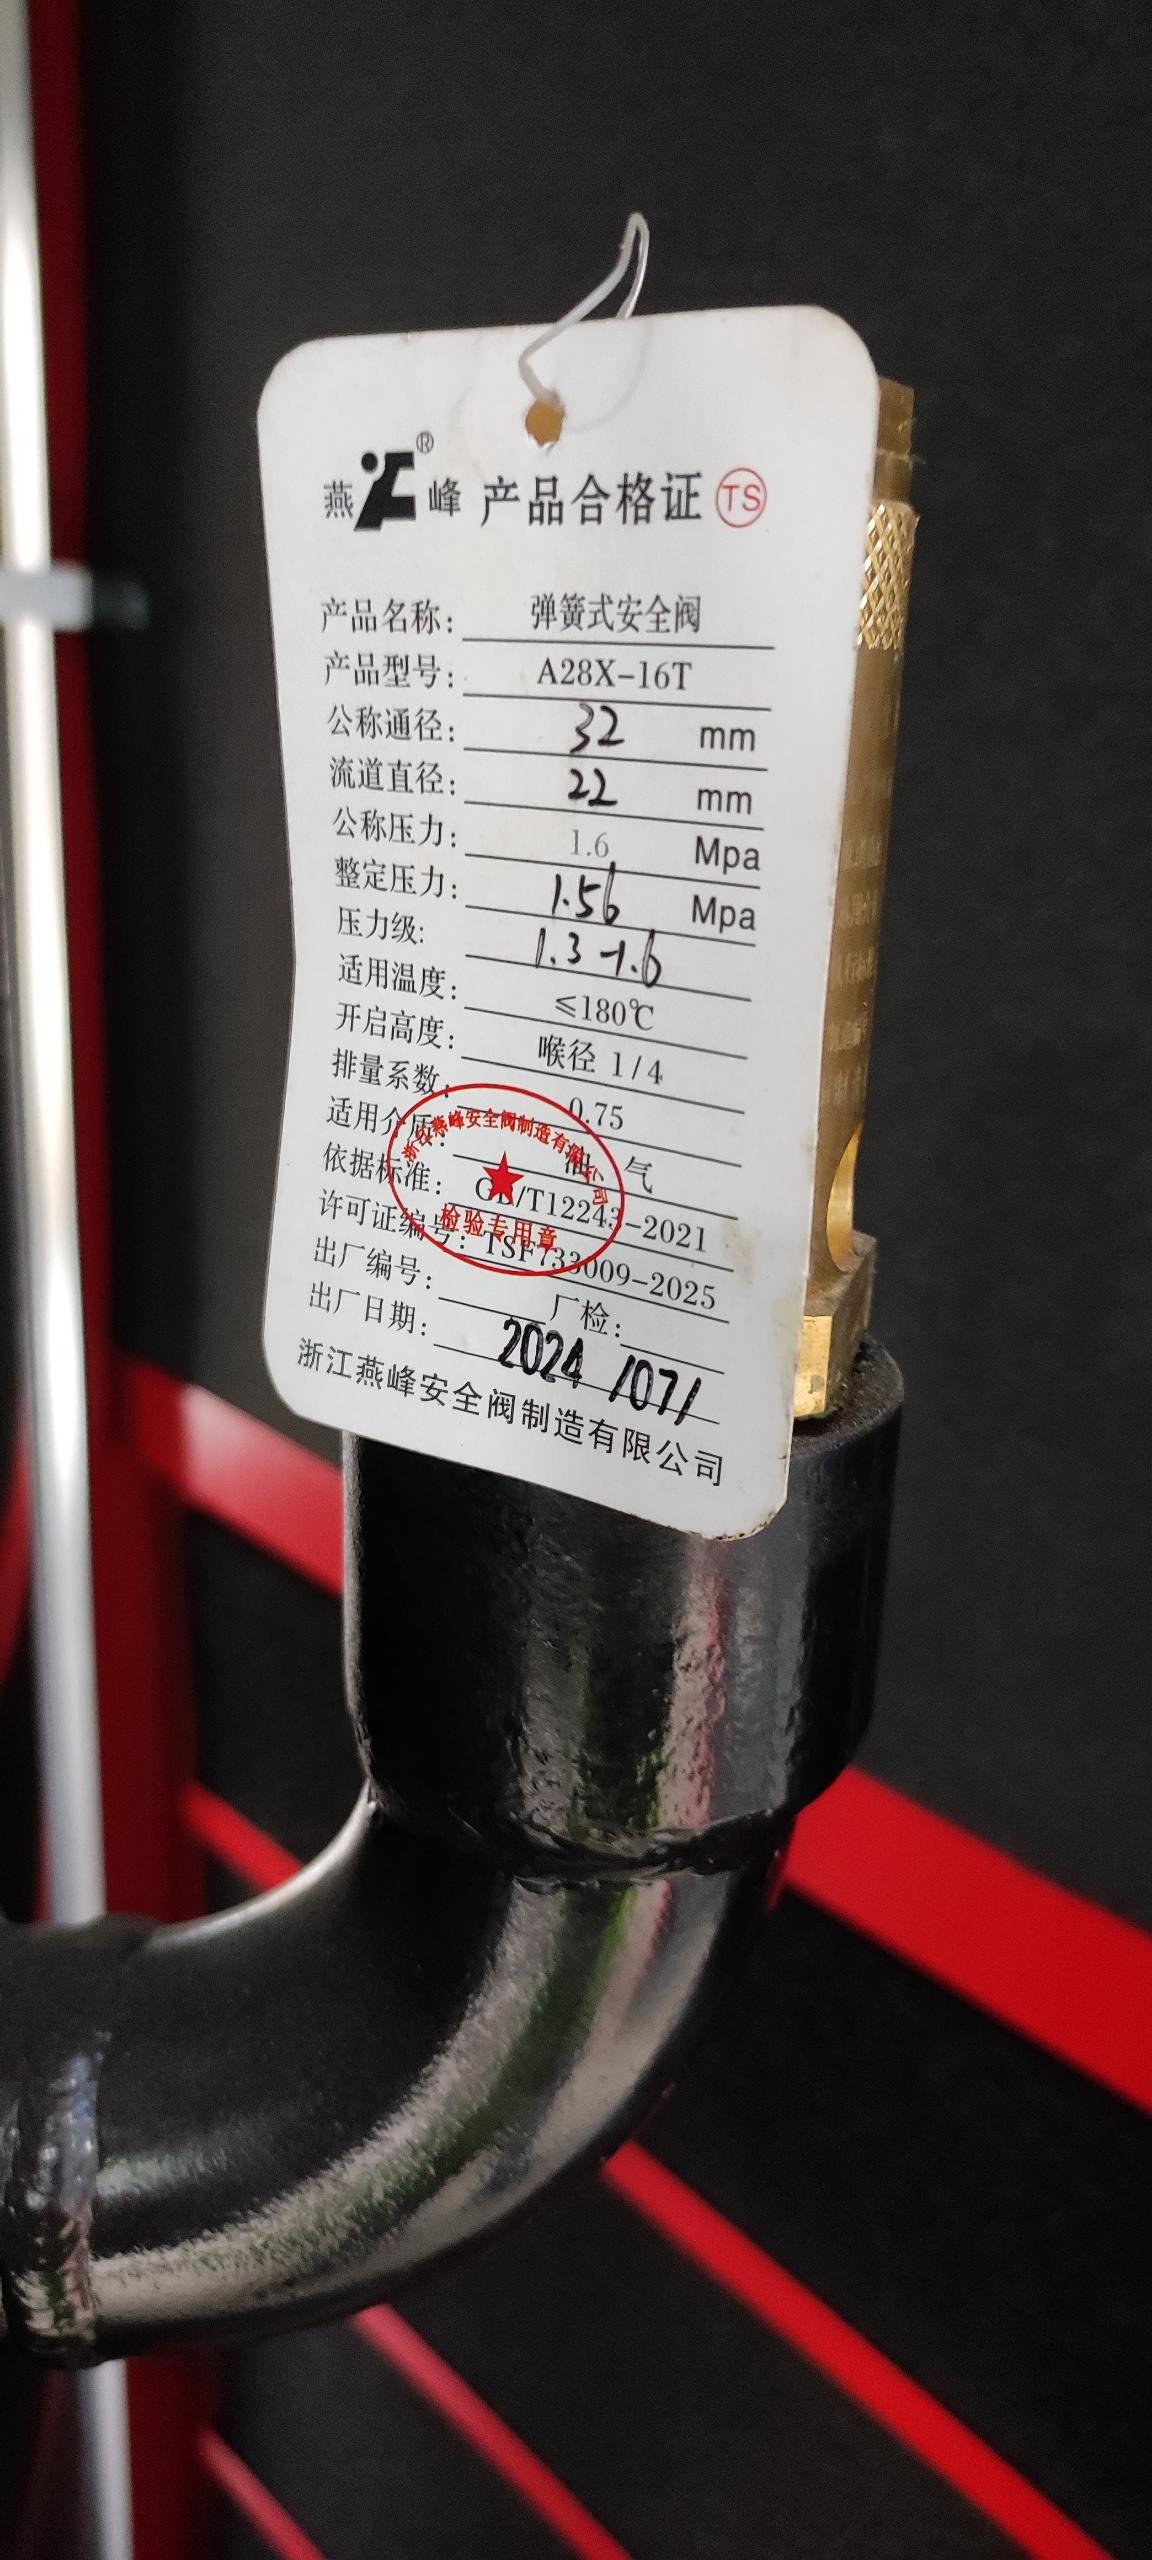 燕 ® 峰 产品合格证 TS
产品名称: 弹簧式安全阀
产品型号: A28X-16T
公称通径: 32 mm
流道直径: 22 mm
公称压力: 1.6 Mpa
整定压力: 1.56 Mpa
压力级: 1.3-1.6
适用温度: ≤180℃
开启高度: 喉径 1/4
排量系数: 0.75
适用介质: 油、气
依据标准: GB/T12243-2021
许可证编号: TSF733009-2025
出厂编号: 厂检:
出厂日期: 2024/07/
浙江燕峰安全阀制造有限公司
浙江燕峰安全阀制造有限公司
检验专用章